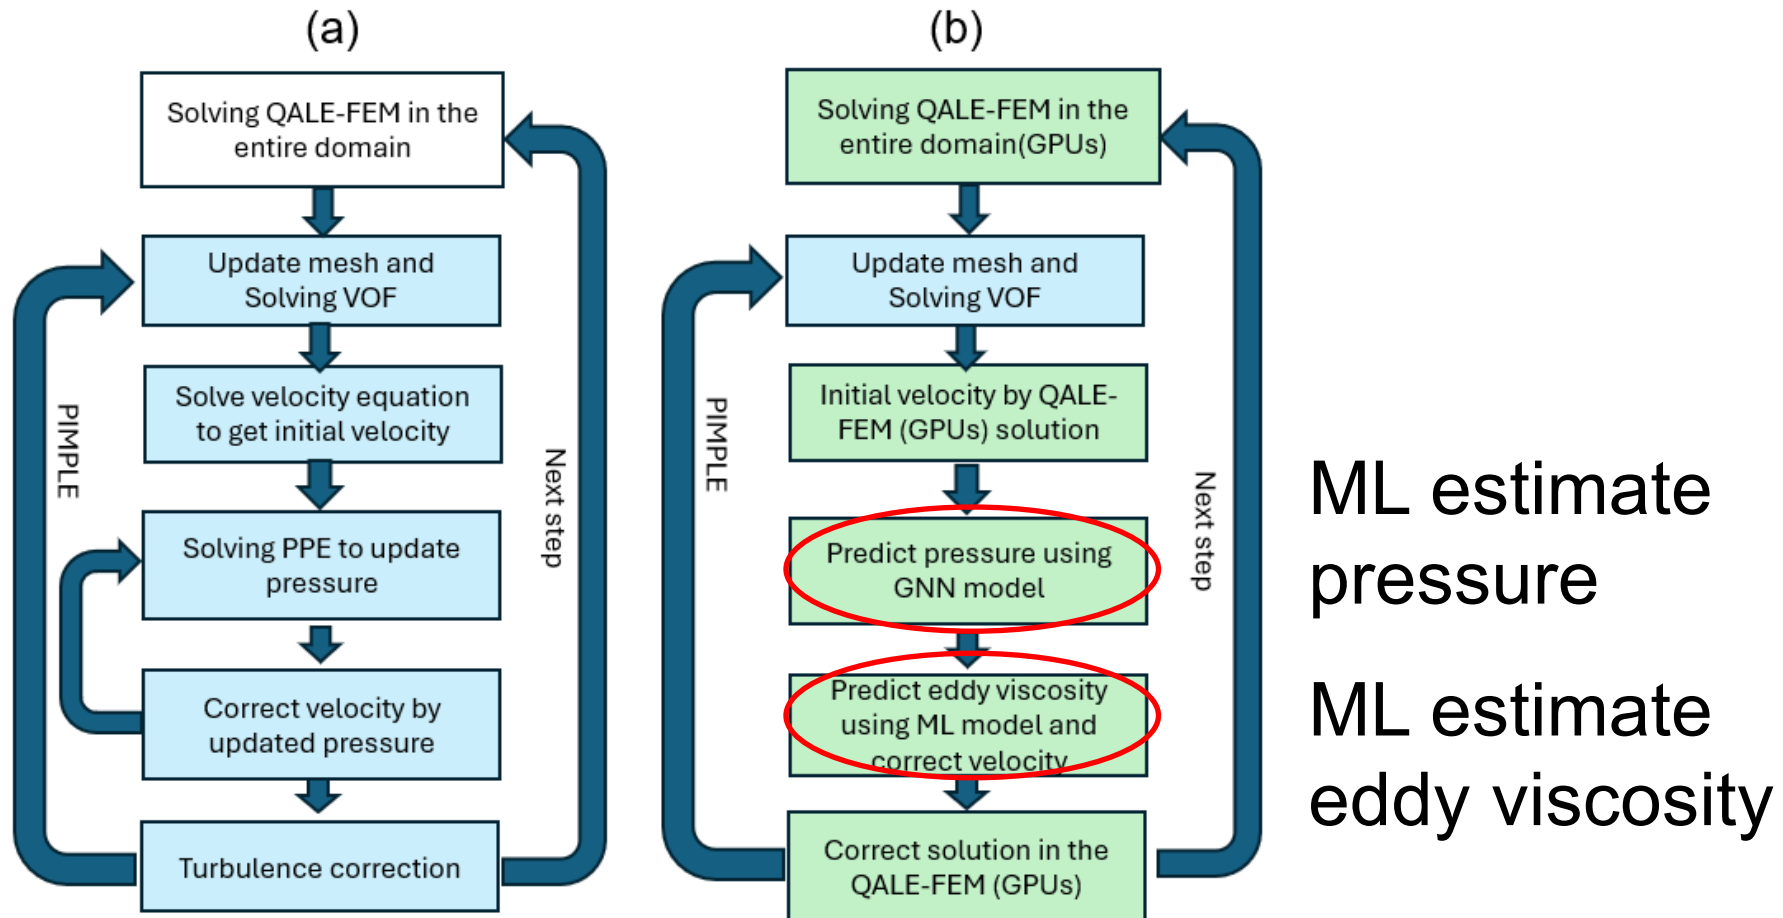 (a)
Solving QALE-FEM in the
entire domain
Update mesh and
Solving VOF
Solve velocity equation
to get initial velocity
Solving PPE to update
pressure
Correct velocity by
updated pressure
Turbulence correction
PIMPLE
Next step
(b)
Solving QALE-FEM in the
entire domain(GPUs)
Update mesh and
Solving VOF
Initial velocity by QALE-
FEM (GPUs) solution
Predict pressure using
GNN model
Predict eddy viscosity
using ML model and
correct velocity
Correct solution in the
QALE-FEM (GPUs)
PIMPLE
Next step
ML estimate
pressure
ML estimate
eddy viscosity